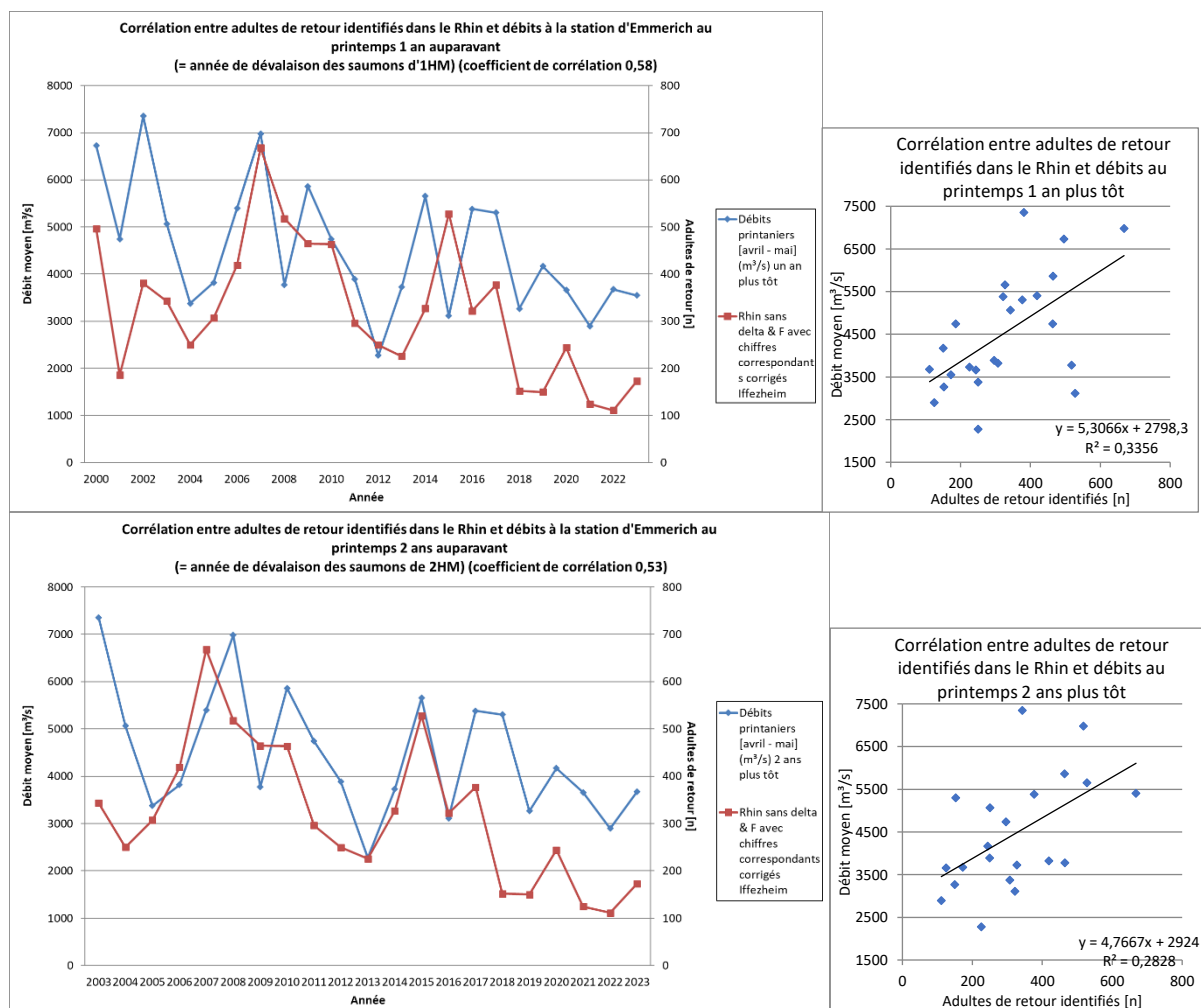 Corrélation entre adultes de retour identifiés dans le Rhin et débits à la station d'Emmerich au
printemps 1 an auparavant
(= année de dévalaison des saumons d'1HM) (coefficient de corrélation 0,58)
Débit moyen [m³/s]
8000
7000
6000
5000
4000
3000
2000
1000
0
800
700
600
500
400
300
200
100
0
Adultes de retour [n]
2000 2002 2004 2006 2007 2008 2010 2012 2014 2016 2018 2020 2022
Année
Débits
printaniers
[avril - mai]
(m³/s) un an
plus tôt
Rhin sans
delta & F avec
chiffres
correspondant
s corrigés
Iffezheim
Corrélation entre adultes de retour
identifiés dans le Rhin et débits au
printemps 1 an plus tôt
Débit moyen [m³/s]
7500
6500
5500
4500
3500
2500
1500
y = 5,3066x + 2798,3
R² = 0,3356
0 200 400 600 800
Adultes de retour identifiés [n]
Corrélation entre adultes de retour identifiés dans le Rhin et débits à la station d'Emmerich au
printemps 2 ans auparavant
(= année de dévalaison des saumons de 2HM) (coefficient de corrélation 0,53)
Débit moyen [m³/s]
8000
7000
6000
5000
4000
3000
2000
1000
0
800
700
600
500
400
300
200
100
0
Adultes de retour [n]
2003 2004 2005 2006 2007 2008 2009 2010 2011 2012 2013 2014 2015 2016 2017 2018 2019 2020 2021 2022 2023
Année
Débits
printaniers
[avril - mai]
(m³/s) 2 ans
plus tôt
Rhin sans delta
& F avec
chiffres
correspondants
corrigés
Iffezheim
Corrélation entre adultes de retour
identifiés dans le Rhin et débits au
printemps 2 ans plus tôt
Débit moyen [m³/s]
7500
6500
5500
4500
3500
2500
1500
y = 4,7667x + 2924
R² = 0,2828
0 200 400 600 800
Adultes de retour identifiés [n]